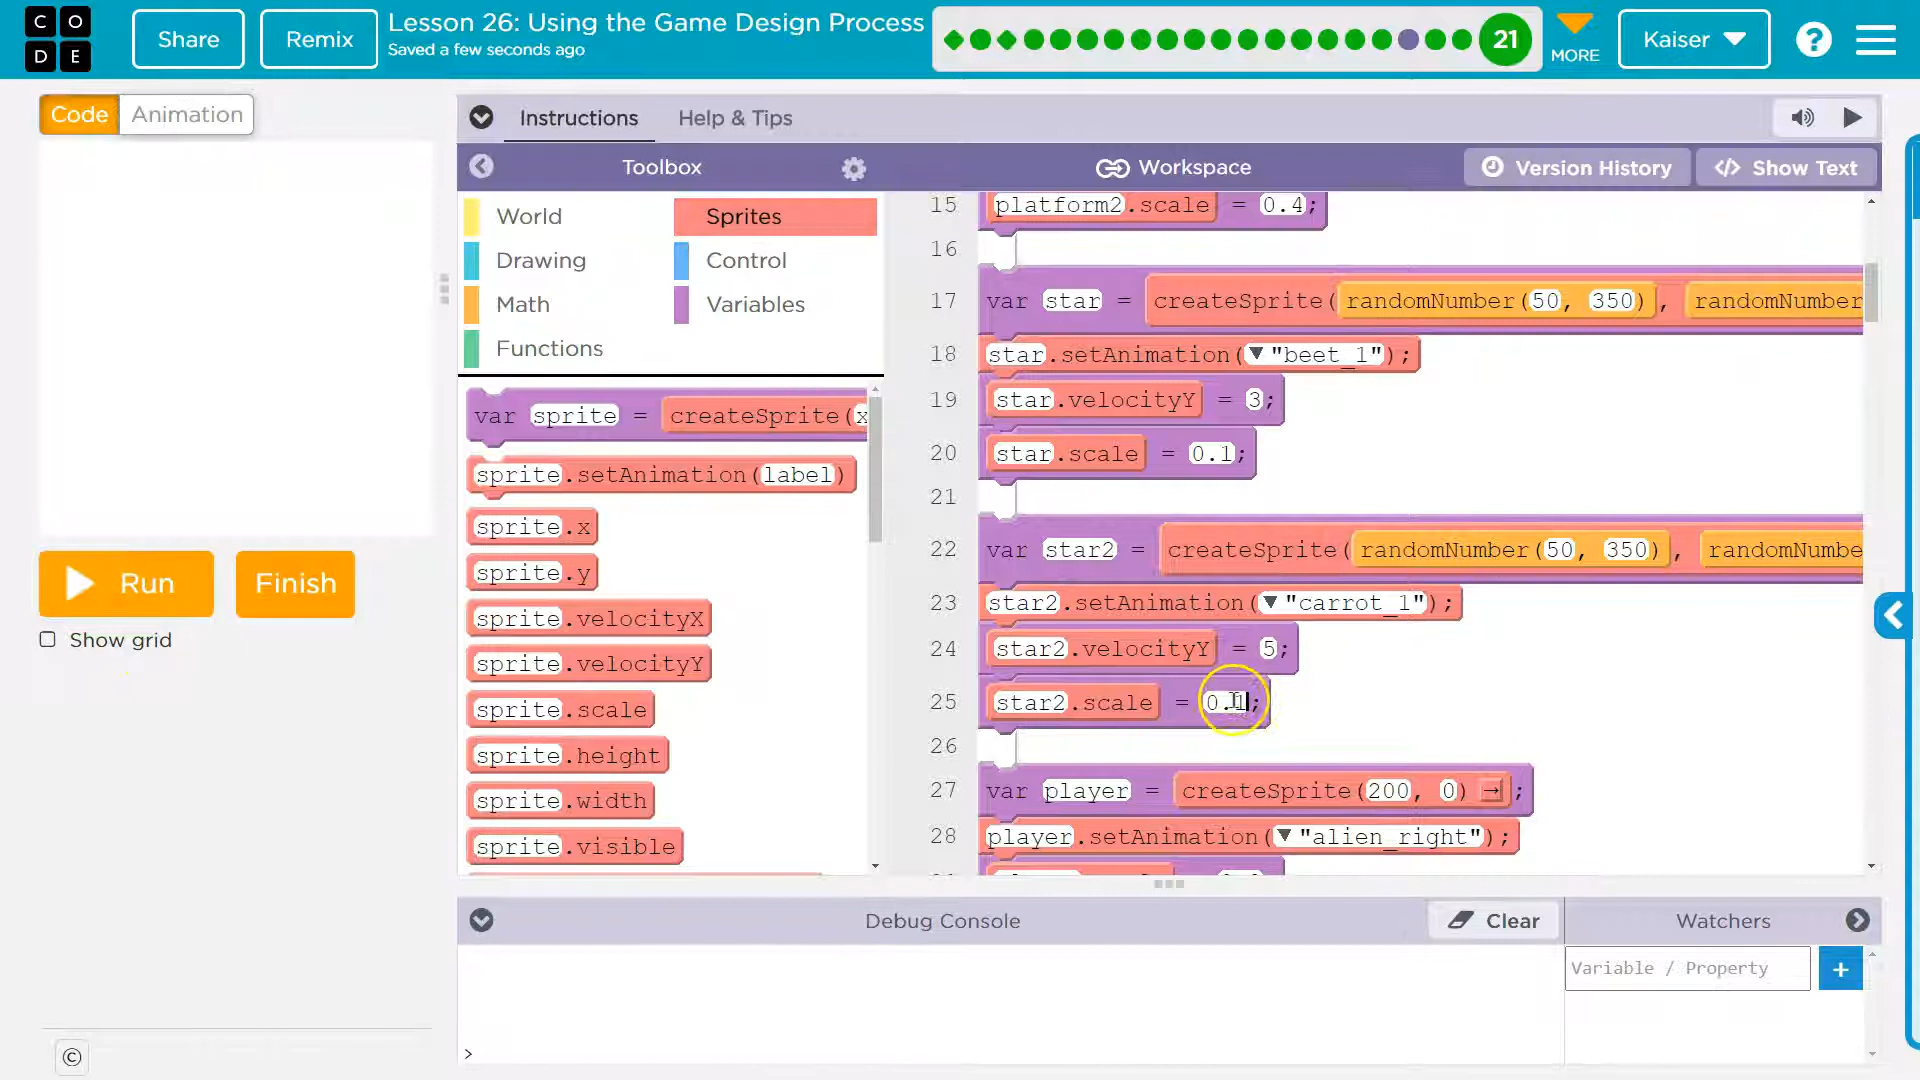 CODE
Share
Remix
Lesson 26: Using the Game Design Process
Saved a few seconds ago
21
MORE
Kaiser
?
Code
Animation
Instructions
Help & Tips
Toolbox
Workspace
Version History
</> Show Text
World
Sprites
Drawing
Control
Math
Variables
Functions
var sprite = createSprite(x
sprite.setAnimation(label)
sprite.x
sprite.y
sprite.velocityX
sprite.velocityY
sprite.scale
sprite.height
sprite.width
sprite.visible
15 platform2.scale = 0.4;
16
17 var star = createSprite(randomNumber(50, 350), randomNumber
18 star.setAnimation("beet_1");
19 star.velocityY = 3;
20 star.scale = 0.1;
21
22 var star2 = createSprite(randomNumber(50, 350), randomNumbe
23 star2.setAnimation("carrot_1");
24 star2.velocityY = 5;
25 star2.scale = 0.1;
26
27 var player = createSprite(200, 0) → ;
28 player.setAnimation("alien_right");
Run
Finish
Show grid
Debug Console
Clear
Watchers
Variable / Property
+
>
©